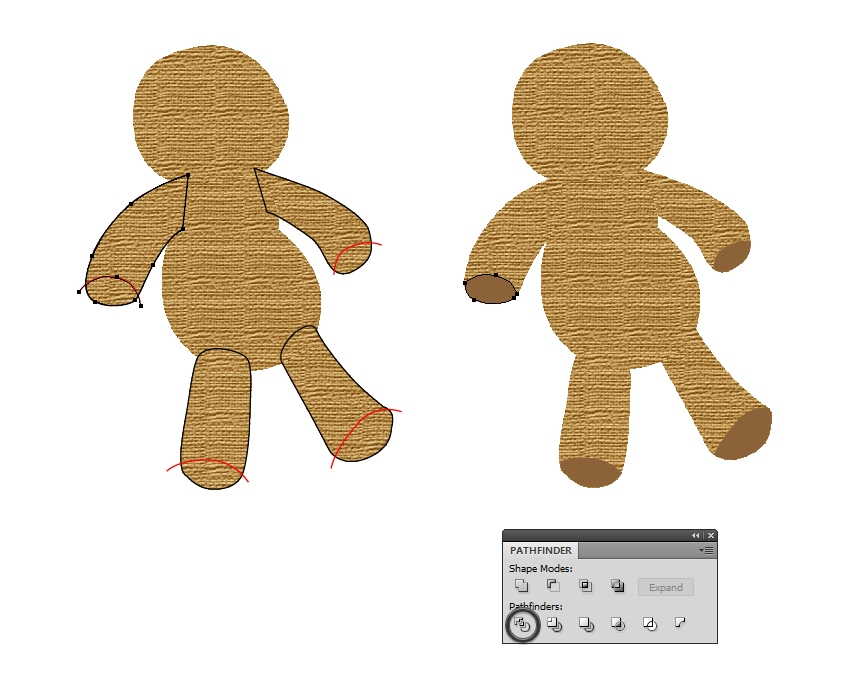 PATHFINDER
Shape Modes:
Expand
Pathfinders: